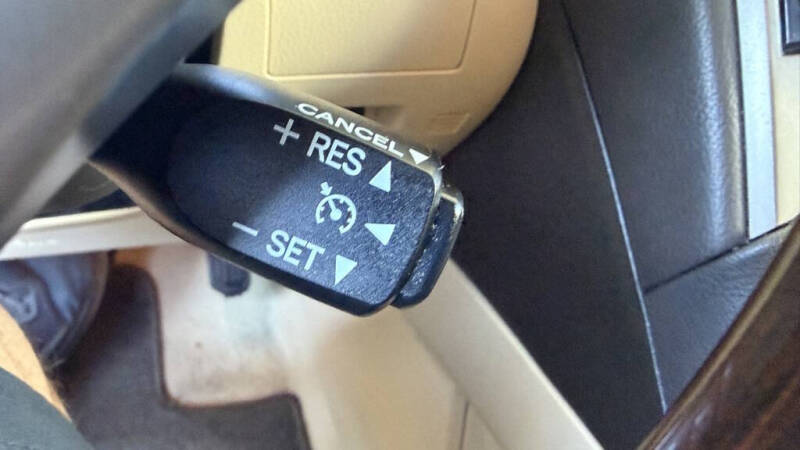 CANCEL
+ RES
- SET